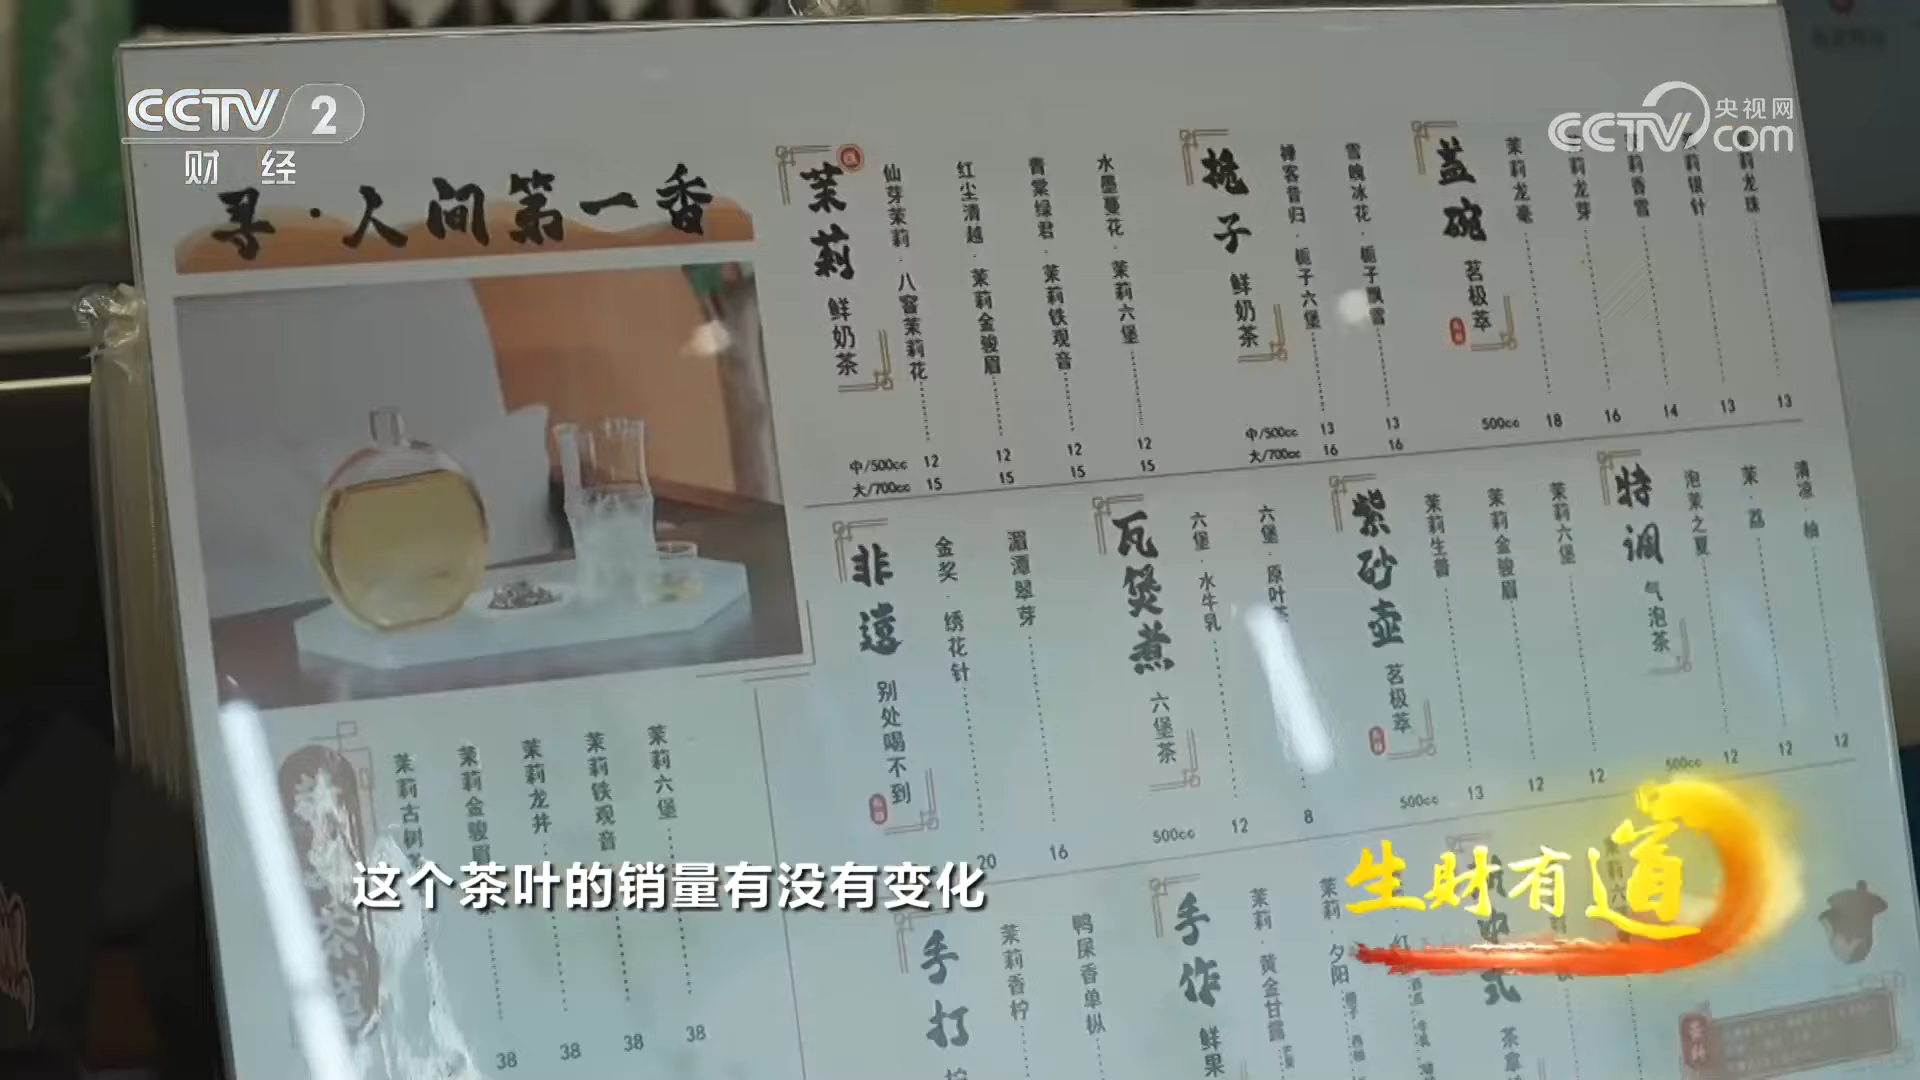 CCTV 2
财经
央视网
CCTV.com
寻·人间第一香
茉莉
鲜奶茶
仙芽茉莉·八窨茉莉花
红尘清越·茉莉金骏眉
青棠绿君·茉莉铁观音
水墨蔓花·茉莉六堡
中/500cc 12 12 12 12
大/700cc 15 15 15 15
栀子
鲜奶茶
禅客昔归·栀子六堡
雪魄冰花·栀子飘雪
中/500cc 13 13
大/700cc 16 16
盖碗
茗极萃
茉莉龙毫
茉莉龙芽
莉香雪
莉银针
莉龙珠
500cc 18 16 14 13 13
非遗
别处喝不到
金奖·绣花针
湄潭翠芽
20 16
瓦煲煮
六堡茶
六堡·水牛乳
六堡·原叶茶
500cc 12 8
紫砂壶
茗极萃
茉莉生普
茉莉金骏眉
茉莉六堡
500cc 13 12 12
特调
气泡茶
泡茉之夏
茉·荔
清凉·柚
500cc 12 12 12
茉莉古树
茉莉金骏眉
茉莉龙井
茉莉铁观音
茉莉六堡
38 38 38 38
手打
茉莉香柠
鸭屎香单枞
手作
鲜果
茉莉·黄金甘露
茉莉·夕阳
这个茶叶的销量有没有变化
生财有道